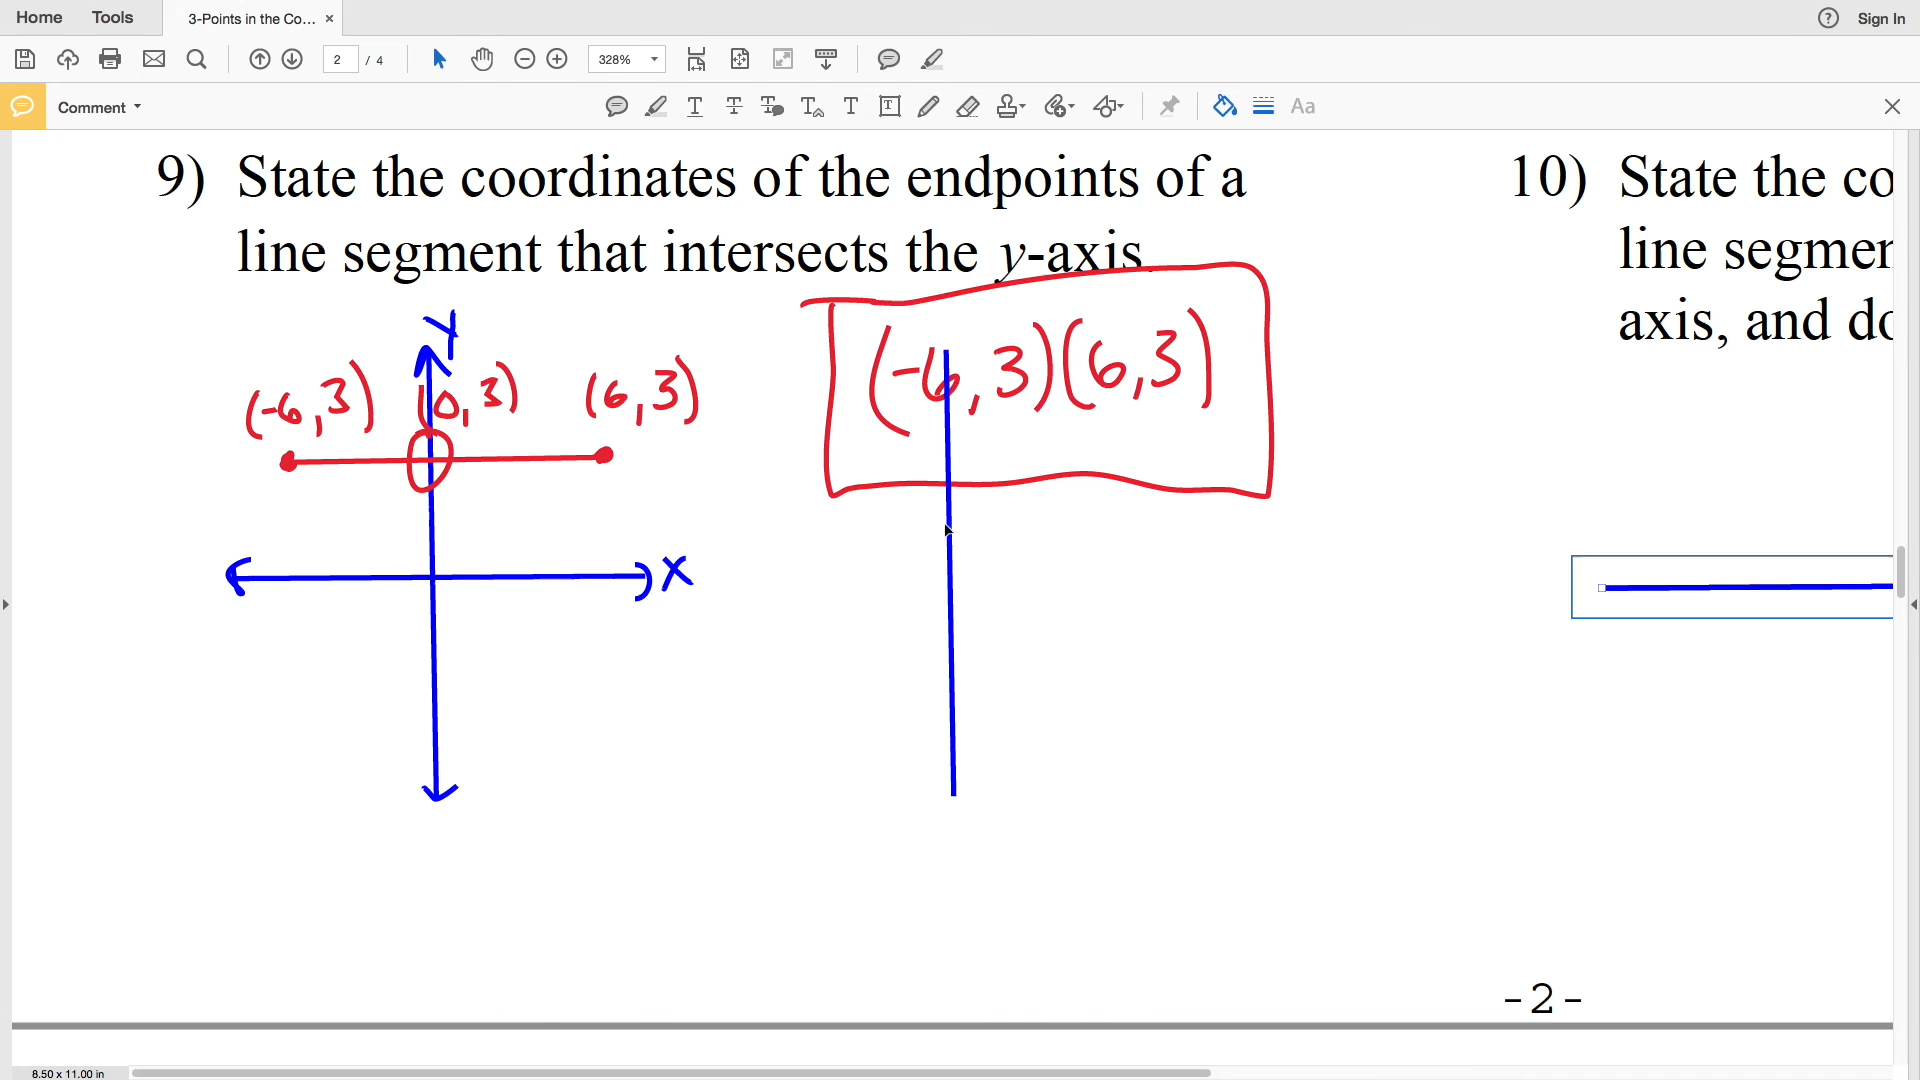 Home Tools 3-Points in the Co... × ? Sign In
2 / 4 328%
Comment T T T T T T Aa
9) State the coordinates of the endpoints of a
line segment that intersects the y-axis.
10) State the co
line segmen
axis, and do
Y
(-6,3) (0,3) (6,3)
(-6,3)(6,3)
X
-2-
8.50 x 11.00 in